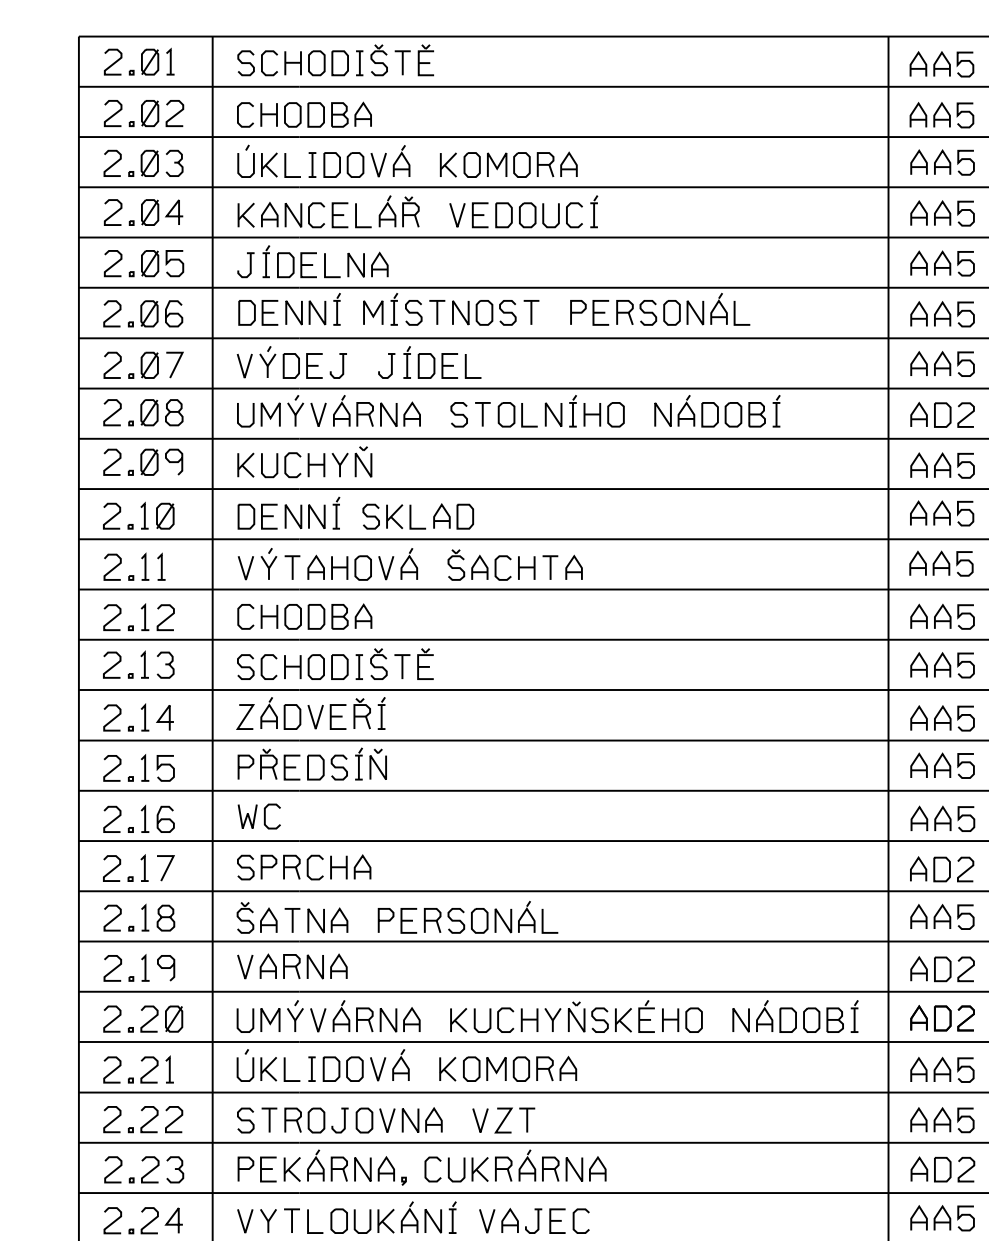 2.01 SCHODIŠTĚ AA5
2.02 CHODBA AA5
2.03 ÚKLIDOVÁ KOMORA AA5
2.04 KANCELÁŘ VEDOUCÍ AA5
2.05 JÍDELNA AA5
2.06 DENNÍ MÍSTNOST PERSONÁL AA5
2.07 VÝDEJ JÍDEL AA5
2.08 UMÝVÁRNA STOLNÍHO NÁDOBÍ AD2
2.09 KUCHYŇ AA5
2.10 DENNÍ SKLAD AA5
2.11 VÝTAHOVÁ ŠACHTA AA5
2.12 CHODBA AA5
2.13 SCHODIŠTĚ AA5
2.14 ZÁDVEŘÍ AA5
2.15 PŘEDSÍŇ AA5
2.16 WC AA5
2.17 SPRCHA AD2
2.18 ŠATNA PERSONÁL AA5
2.19 VARNA AD2
2.20 UMÝVÁRNA KUCHYŇSKÉHO NÁDOBÍ AD2
2.21 ÚKLIDOVÁ KOMORA AA5
2.22 STROJOVNA VZT AA5
2.23 PEKÁRNA, CUKRÁRNA AD2
2.24 VYTLOUKÁNÍ VAJEC AA5